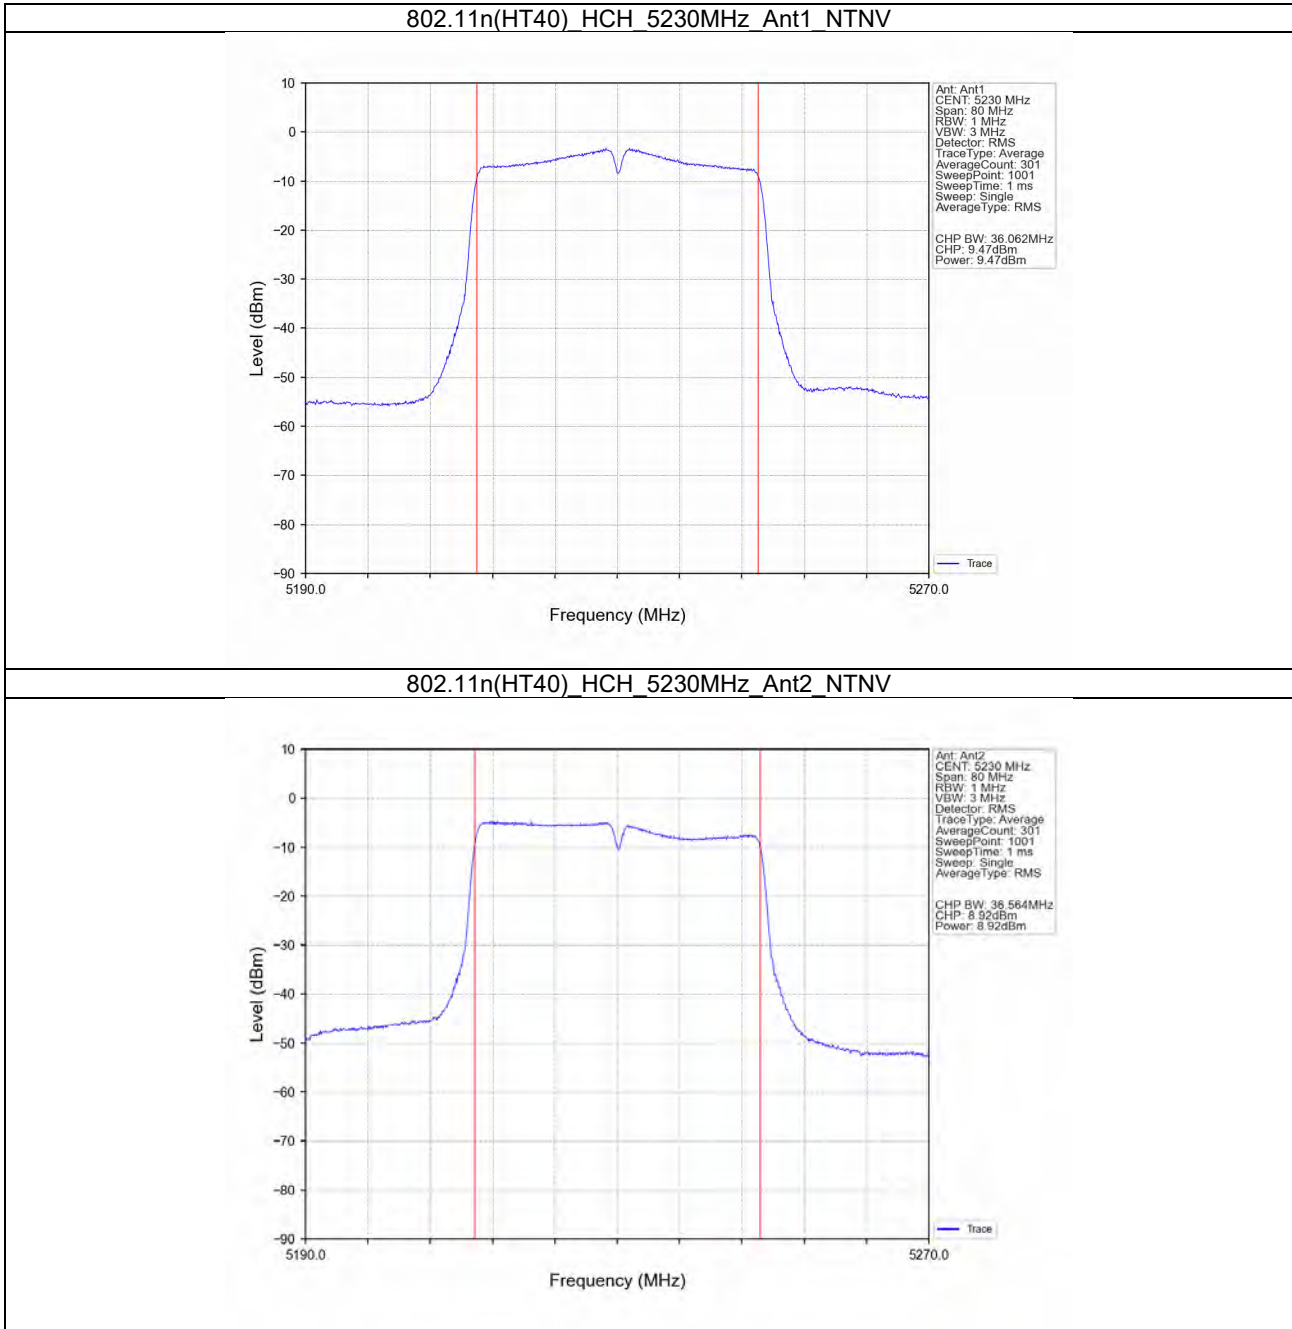 802.11n(HT40)_HCH_5230MHz_Ant1_NTNV
10
0
−10
−20
−30
−40
−50
−60
−70
−80
−90
Level (dBm)
5190.0
5270.0
Frequency (MHz)
Ant: Ant1
CENT: 5230 MHz
Span: 80 MHz
RBW: 1 MHz
VBW: 3 MHz
Detector: RMS
TraceType: Average
AverageCount: 301
SweepPoint: 1001
SweepTime: 1 ms
Sweep: Single
AverageType: RMS
CHP BW: 36.062MHz
CHP: 9.47dBm
Power: 9.47dBm
Trace
802.11n(HT40)_HCH_5230MHz_Ant2_NTNV
10
0
−10
−20
−30
−40
−50
−60
−70
−80
−90
Level (dBm)
5190.0
5270.0
Frequency (MHz)
Ant: Ant2
CENT: 5230 MHz
Span: 80 MHz
RBW: 1 MHz
VBW: 3 MHz
Detector: RMS
TraceType: Average
AverageCount: 301
SweepPoint: 1001
SweepTime: 1 ms
Sweep: Single
AverageType: RMS
CHP BW: 36.564MHz
CHP: 8.92dBm
Power: 8.92dBm
Trace